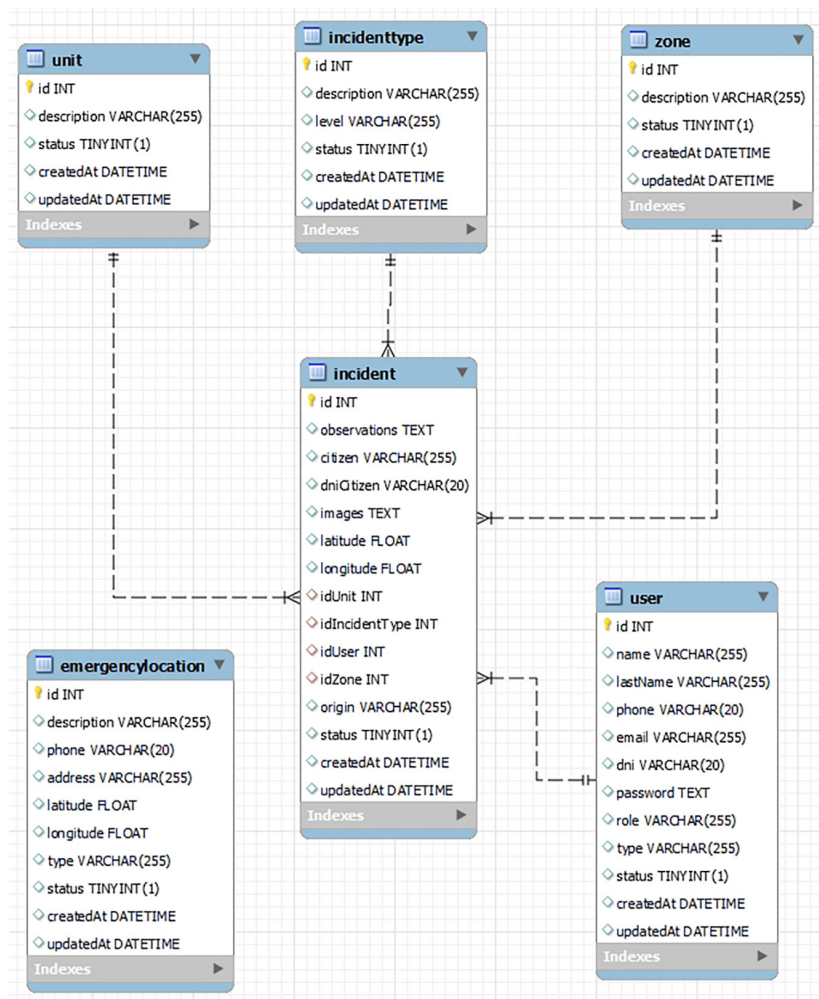 unit
id INT
description VARCHAR(255)
status TINYINT(1)
createdAt DATETIME
updatedAt DATETIME
Indexes
incidenttype
id INT
description VARCHAR(255)
level VARCHAR(255)
status TINYINT(1)
createdAt DATETIME
updatedAt DATETIME
Indexes
zone
id INT
description VARCHAR(255)
status TINYINT(1)
createdAt DATETIME
updatedAt DATETIME
Indexes
incident
id INT
observations TEXT
citizen VARCHAR(255)
dniCitizen VARCHAR(20)
images TEXT
latitude FLOAT
longitude FLOAT
idUnit INT
idIncidentType INT
idUser INT
idZone INT
origin VARCHAR(255)
status TINYINT(1)
createdAt DATETIME
updatedAt DATETIME
Indexes
emergencylocation
id INT
description VARCHAR(255)
phone VARCHAR(20)
address VARCHAR(255)
latitude FLOAT
longitude FLOAT
type VARCHAR(255)
status TINYINT(1)
createdAt DATETIME
updatedAt DATETIME
Indexes
user
id INT
name VARCHAR(255)
lastName VARCHAR(255)
phone VARCHAR(20)
email VARCHAR(255)
dni VARCHAR(20)
password TEXT
role VARCHAR(255)
type VARCHAR(255)
status TINYINT(1)
createdAt DATETIME
updatedAt DATETIME
Indexes